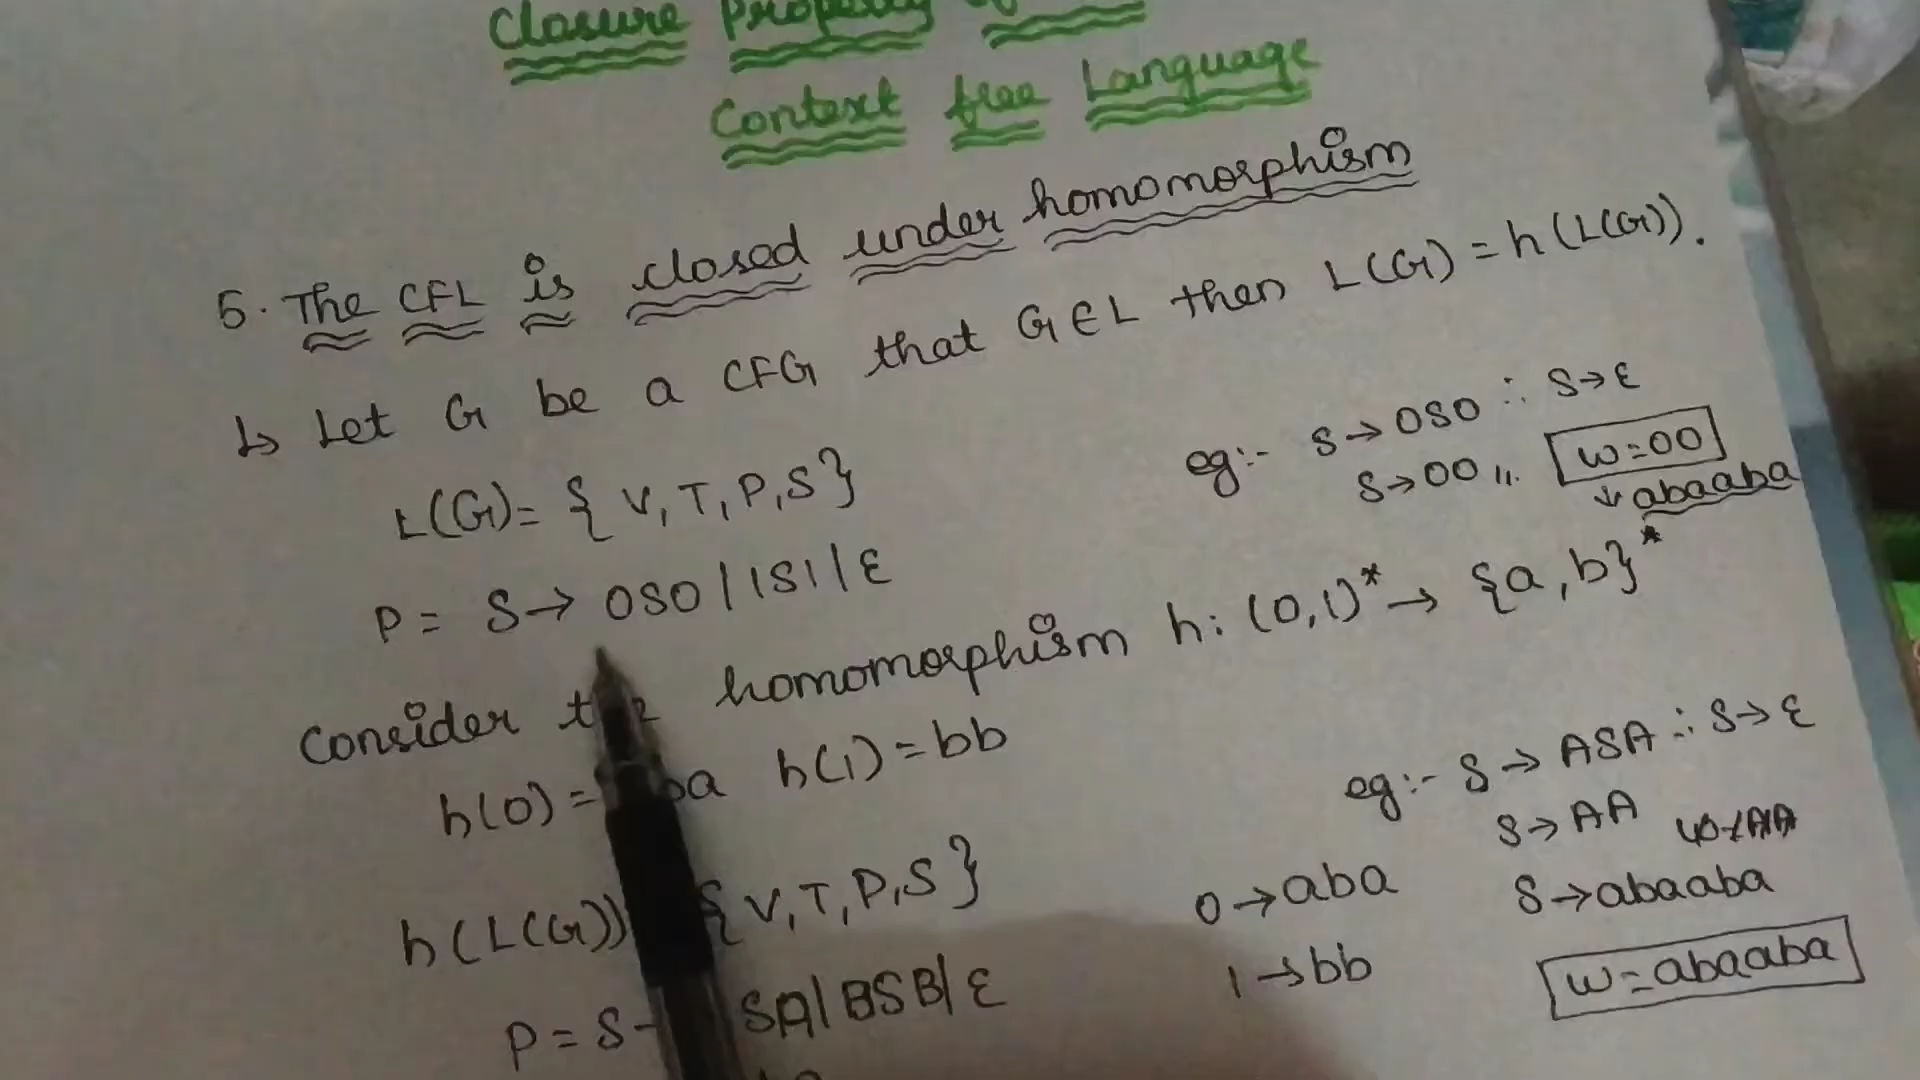 Closure Property
Context free Language
5. The CFL is closed under homomorphism
↳ Let G be a CFG that G ∈ L then L(G) = h(L(G)).
L(G) = { V, T, P, S }
P = S → 0S0 | 1S1 | ε
eg:- S → 0S0 ∴ S → ε
S → 00 ,, w = 00
↓ abaaba
Consider homomorphism h: (0,1)* → {a, b}*
h(0) = h(1) = bb
h(L(G)) { V, T, P, S }
P = S SA | BSB | ε
eg:- S → ASA ∴ S → ε
S → AA
0 → aba S → abaaba
1 → bb w = abaaba